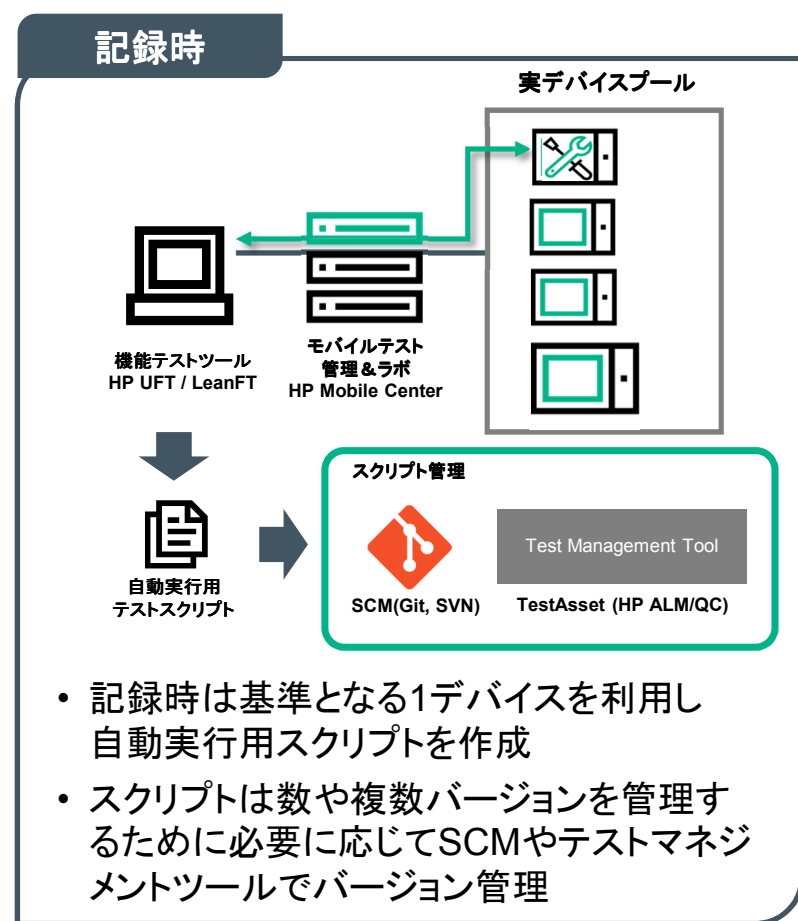 記録時
実デバイスプール
機能テストツール
HP UFT / LeanFT
モバイルテスト
管理&ラボ
HP Mobile Center
スクリプト管理
自動実行用
テストスクリプト
Test Management Tool
SCM(Git, SVN)
TestAsset (HP ALM/QC)
• 記録時は基準となる1デバイスを利用し
自動実行用スクリプトを作成
• スクリプトは数や複数バージョンを管理す
るために必要に応じてSCMやテストマネジ
メントツールでバージョン管理